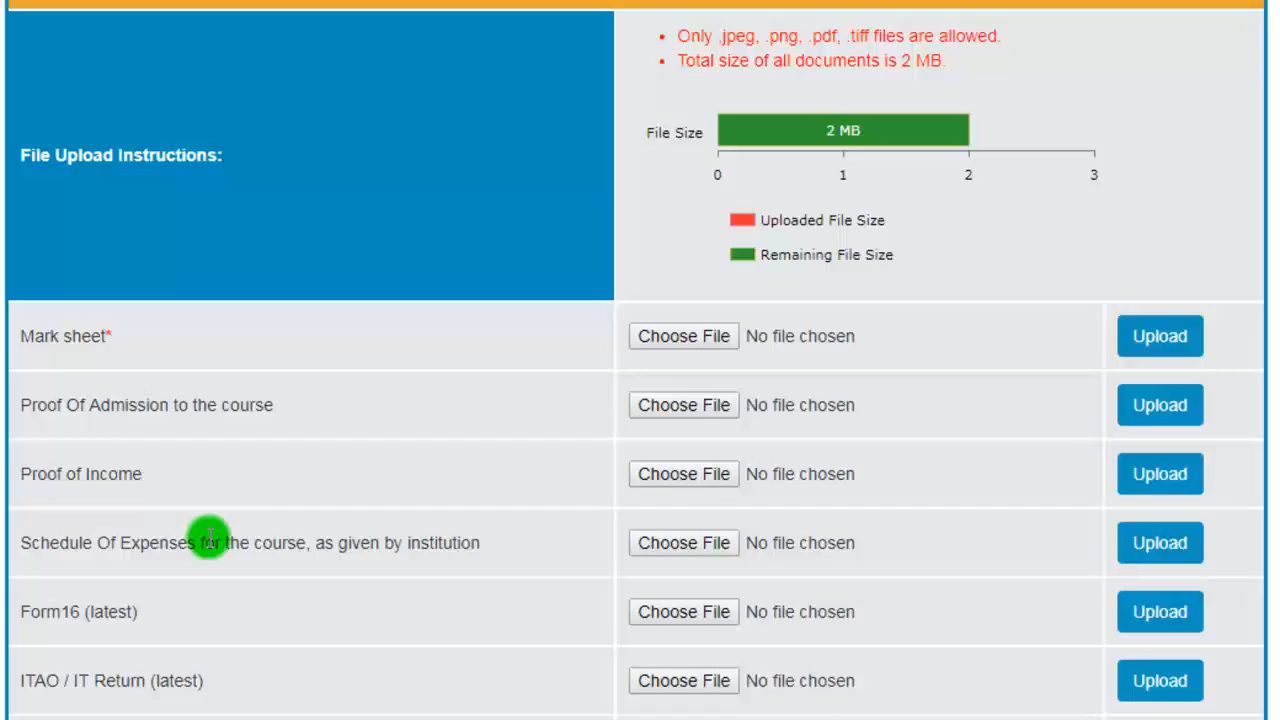 Only .jpeg, .png, .pdf, .tiff files are allowed.
Total size of all documents is 2 MB.
File Upload Instructions:
File Size
2 MB
0 1 2 3
Uploaded File Size
Remaining File Size
Mark sheet* Choose File No file chosen Upload
Proof Of Admission to the course Choose File No file chosen Upload
Proof of Income Choose File No file chosen Upload
Schedule Of Expenses for the course, as given by institution Choose File No file chosen Upload
Form16 (latest) Choose File No file chosen Upload
ITAO / IT Return (latest) Choose File No file chosen Upload